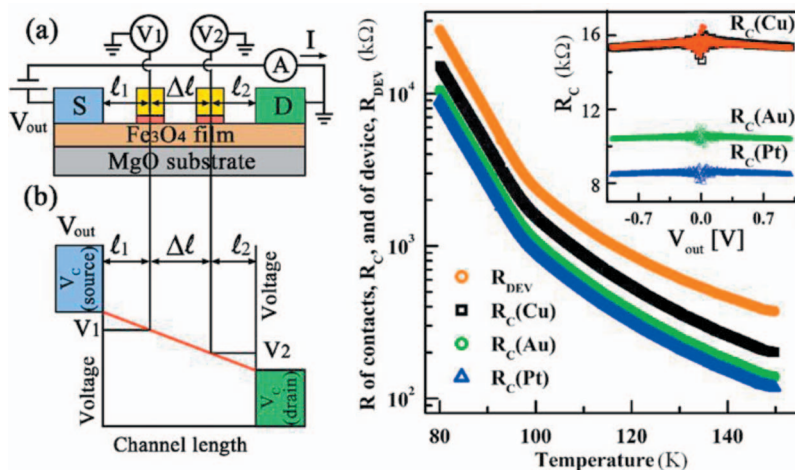 (a)
V1
V2
I
A
ℓ1
Δℓ
ℓ2
S
D
Vout
Fe3O4 film
MgO substrate
(b)
Vout
ℓ1
Δℓ
ℓ2
VC
(source)
Voltage
V1
V2
Voltage
VC
(drain)
Channel length
R of contacts, RC, and of device, RDEV (kΩ)
10^4
10^3
10^2
80
100
120
140
Temperature(K)
RDEV
RC(Cu)
RC(Au)
RC(Pt)
RC [kΩ]
16
12
8
-0.7
0.0
0.7
Vout [V]
RC(Cu)
RC(Au)
RC(Pt)